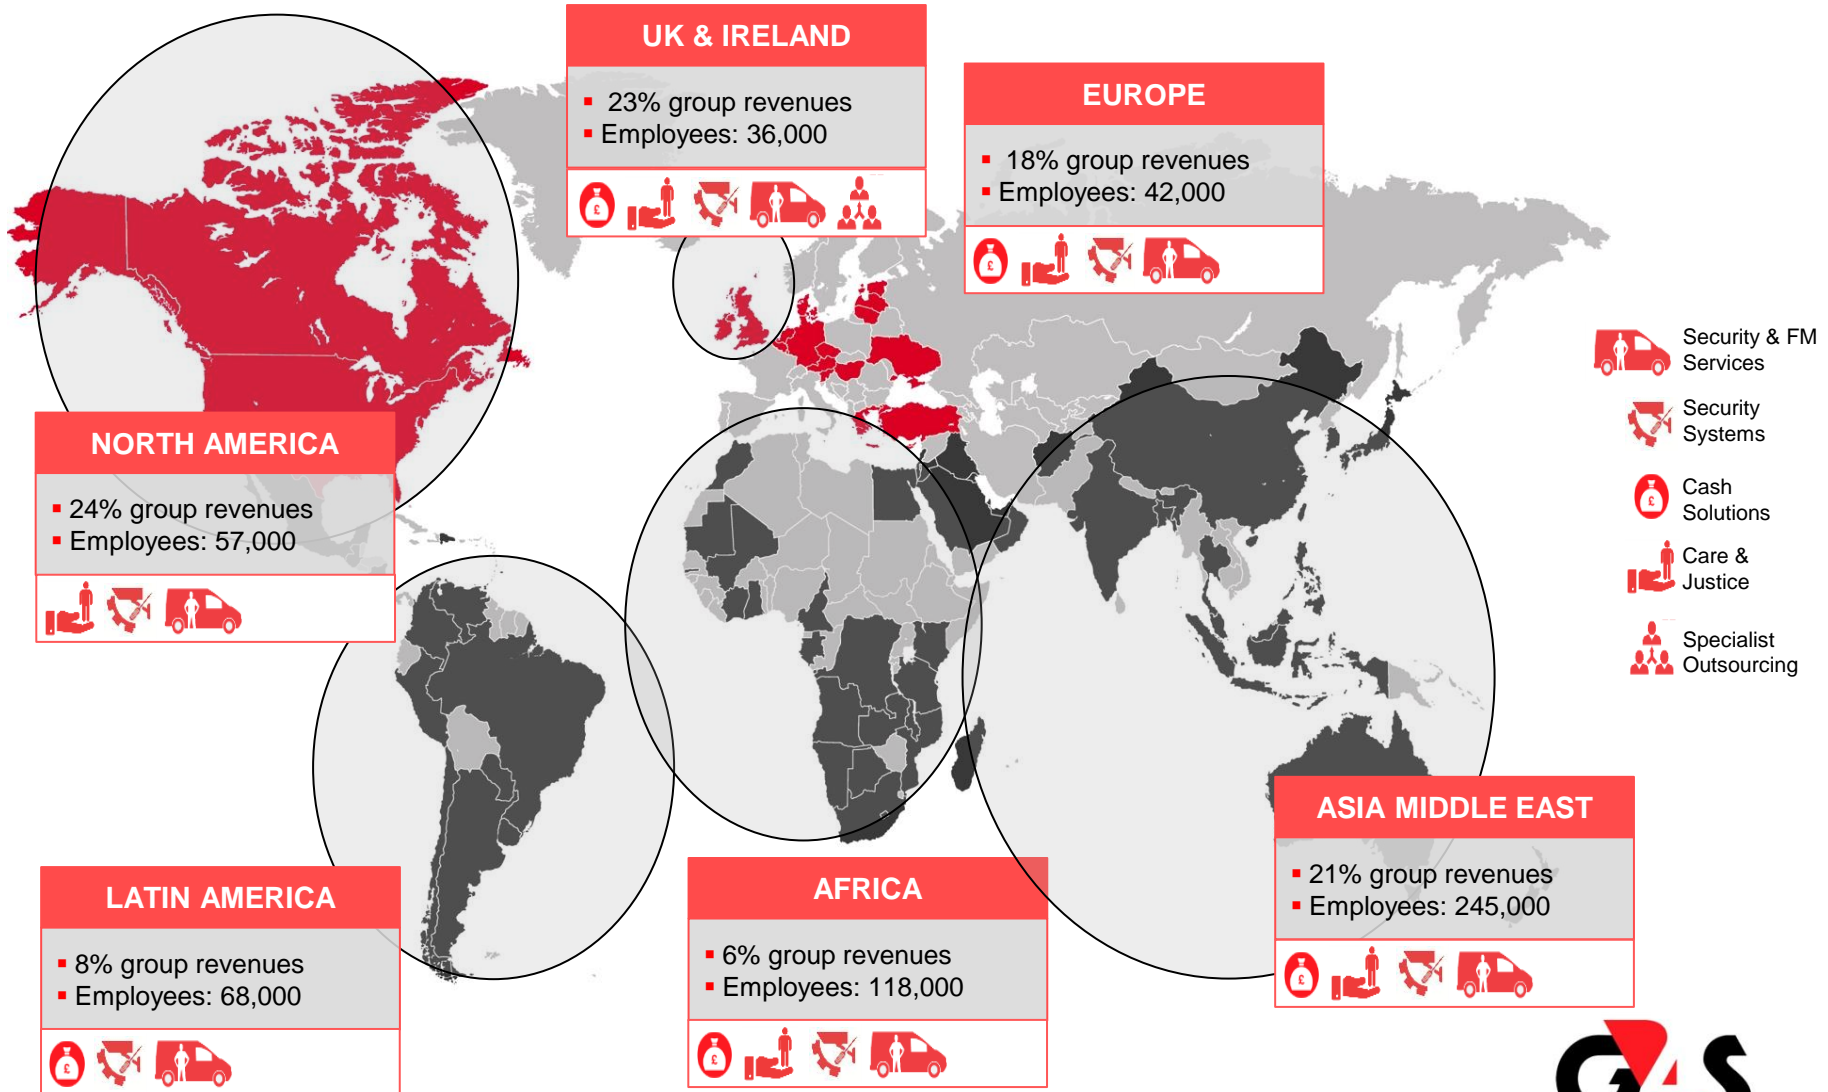 UK & IRELAND
▪ 23% group revenues
▪ Employees: 36,000
EUROPE
▪ 18% group revenues
▪ Employees: 42,000
NORTH AMERICA
▪ 24% group revenues
▪ Employees: 57,000
LATIN AMERICA
▪ 8% group revenues
▪ Employees: 68,000
AFRICA
▪ 6% group revenues
▪ Employees: 118,000
ASIA MIDDLE EAST
▪ 21% group revenues
▪ Employees: 245,000
Security & FM
Services
Security
Systems
Cash
Solutions
Care &
Justice
Specialist
Outsourcing
G4S